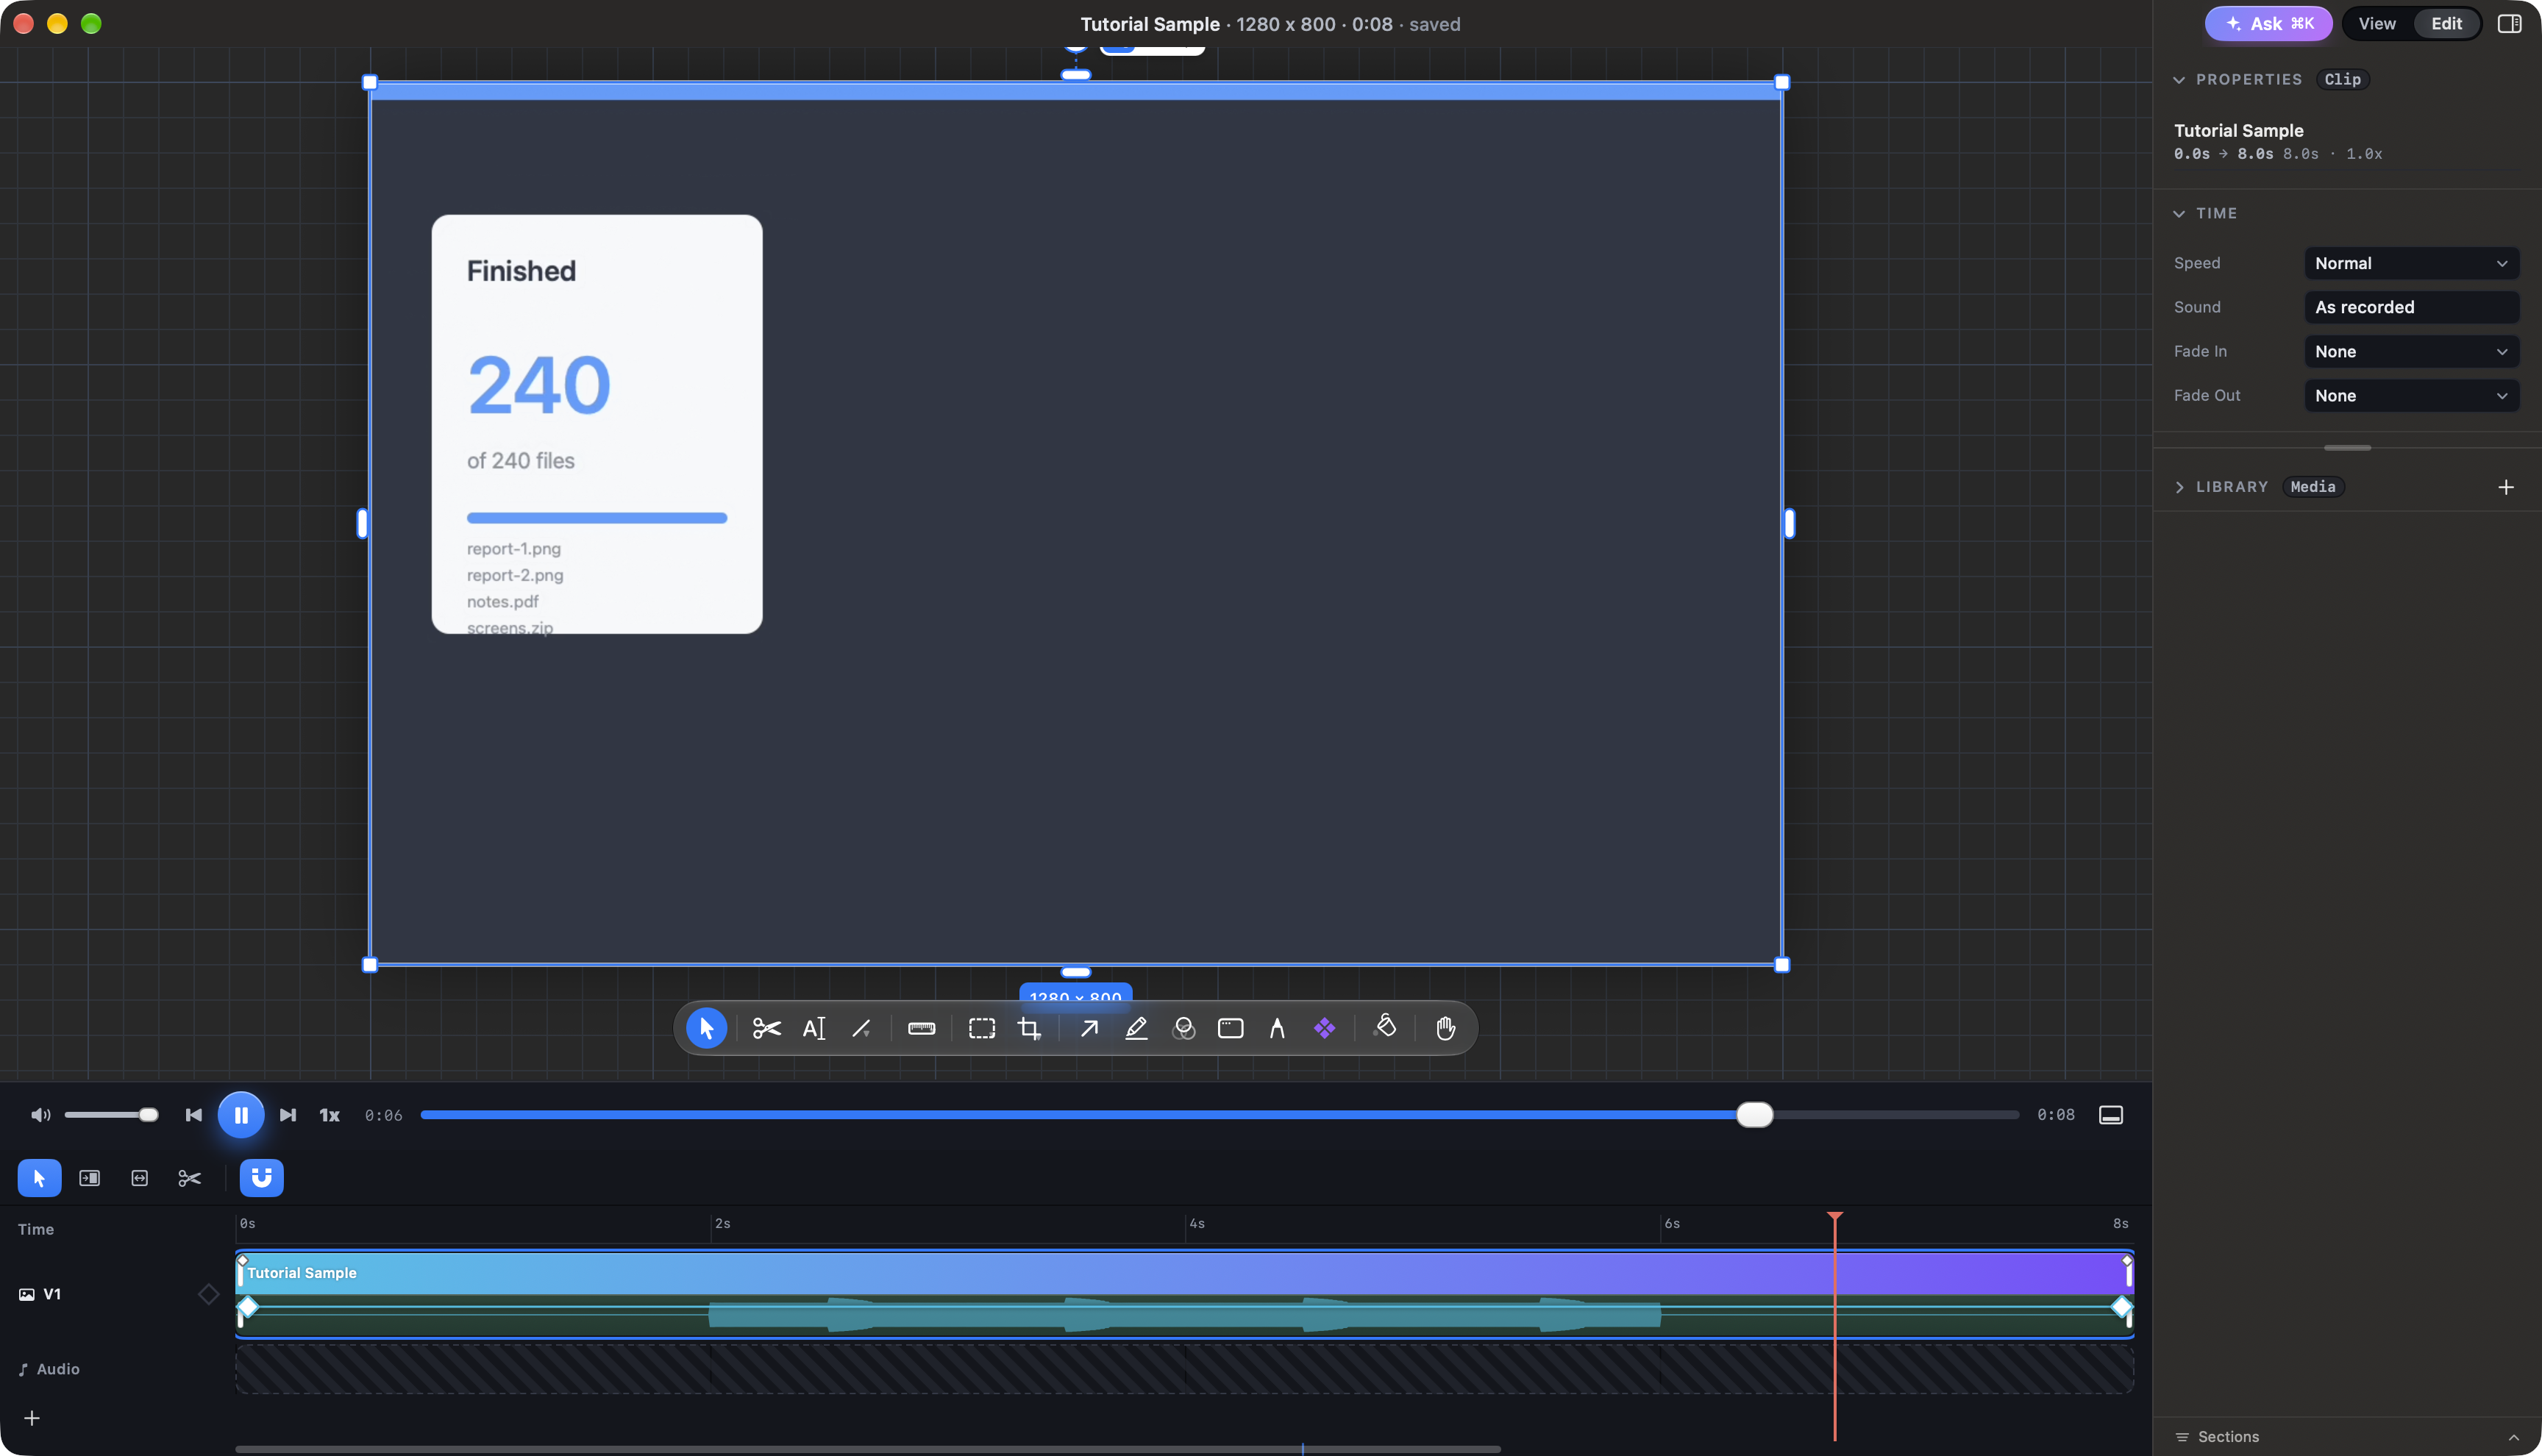 Tutorial Sample · 1280 x 800 · 0:08 · saved
Ask ⌘K
View
Edit
PROPERTIES Clip
Tutorial Sample
0.0s → 8.0s 8.0s · 1.0x
TIME
Speed Normal
Sound As recorded
Fade In None
Fade Out None
LIBRARY Media
Finished
240
of 240 files
report-1.png
report-2.png
notes.pdf
screens.zip
1280 × 800
1x
0:06
0:08
Time
0s 2s 4s 6s 8s
Tutorial Sample
V1
Audio
Sections